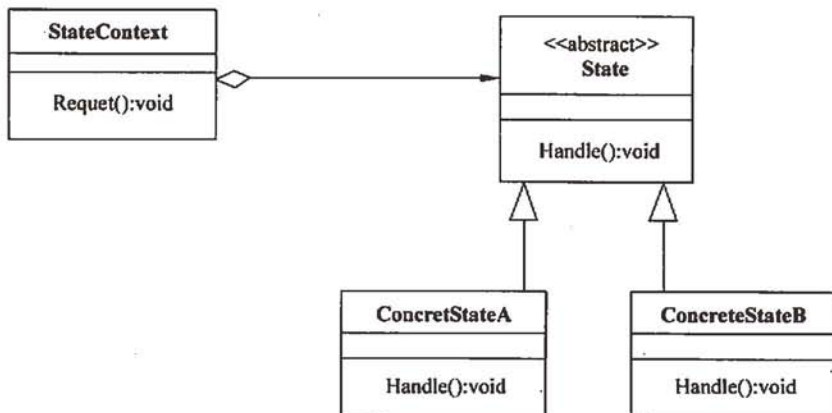 StateContext
Requet():void
<<abstract>>
State
Handle():void
ConcretStateA
Handle():void
ConcreteStateB
Handle():void